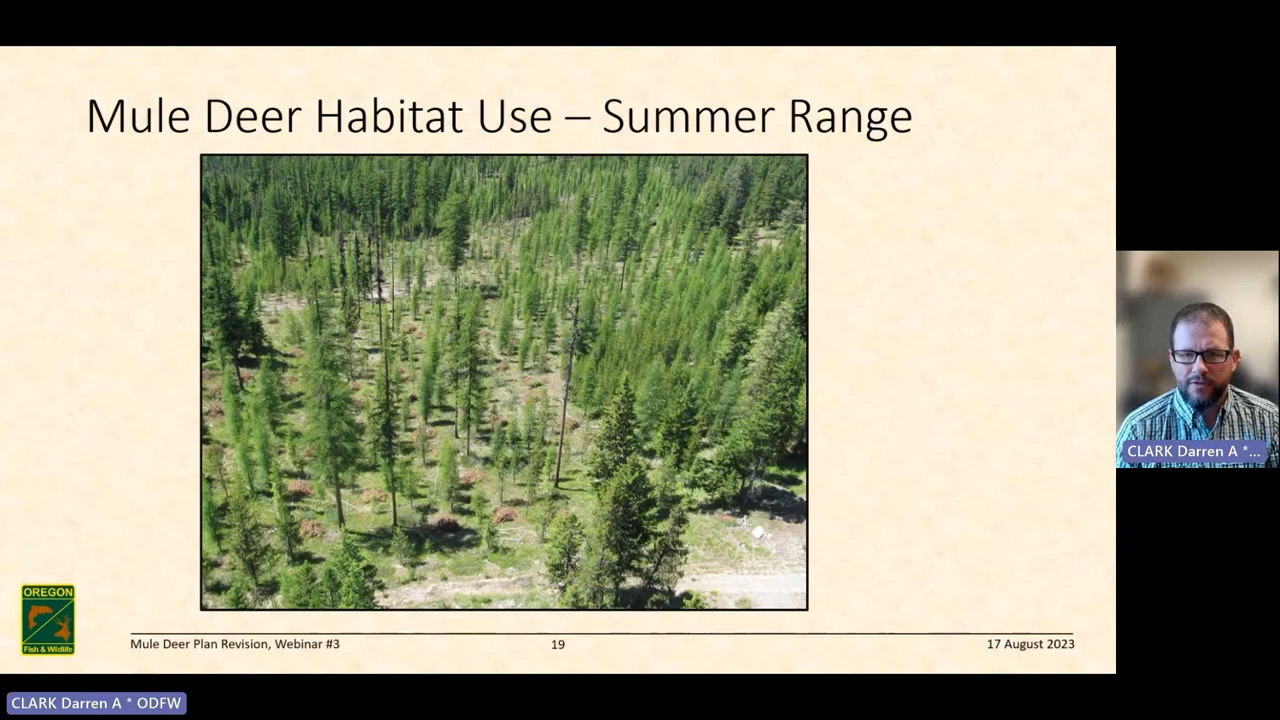 Mule Deer Habitat Use – Summer Range
CLARK Darren A *...
OREGON
Fish & Wildlife
Mule Deer Plan Revision, Webinar #3
19
17 August 2023
CLARK Darren A * ODFW